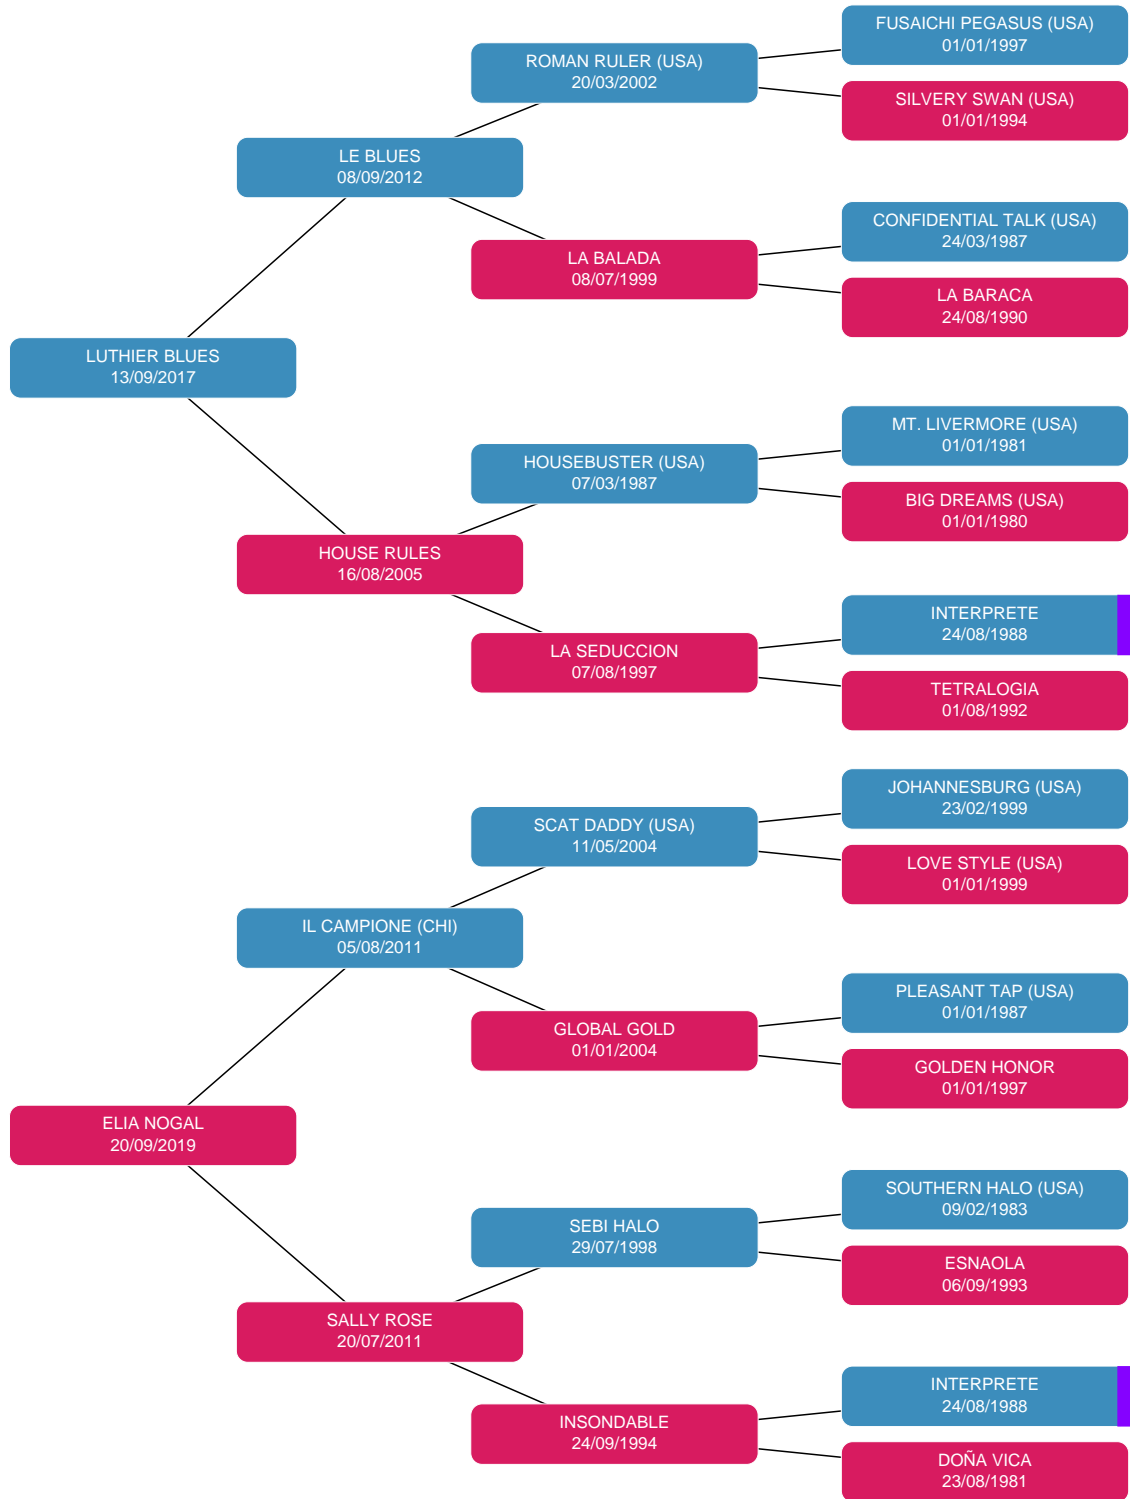 FUSAICHI PEGASUS (USA)
01/01/1997
ROMAN RULER (USA)
20/03/2002
SILVERY SWAN (USA)
01/01/1994
LE BLUES
08/09/2012
CONFIDENTIAL TALK (USA)
24/03/1987
LA BALADA
08/07/1999
LA BARACA
24/08/1990
LUTHIER BLUES
13/09/2017
MT. LIVERMORE (USA)
01/01/1981
HOUSEBUSTER (USA)
07/03/1987
BIG DREAMS (USA)
01/01/1980
HOUSE RULES
16/08/2005
INTERPRETE
24/08/1988
LA SEDUCCION
07/08/1997
TETRALOGIA
01/08/1992
JOHANNESBURG (USA)
23/02/1999
SCAT DADDY (USA)
11/05/2004
LOVE STYLE (USA)
01/01/1999
IL CAMPIONE (CHI)
05/08/2011
PLEASANT TAP (USA)
01/01/1987
GLOBAL GOLD
01/01/2004
GOLDEN HONOR
01/01/1997
ELIA NOGAL
20/09/2019
SOUTHERN HALO (USA)
09/02/1983
SEBI HALO
29/07/1998
ESNAOLA
06/09/1993
SALLY ROSE
20/07/2011
INTERPRETE
24/08/1988
INSONDABLE
24/09/1994
DOÑA VICA
23/08/1981